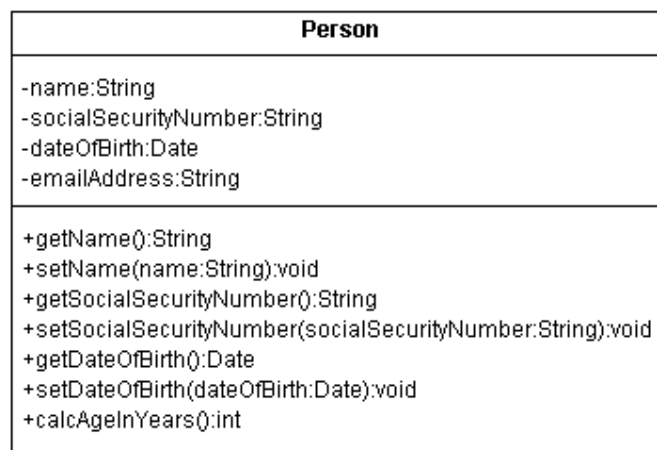 Person
-name:String
-socialSecurityNumber:String
-dateOfBirth:Date
-emailAddress:String
+getName():String
+setName(name:String):void
+getSocialSecurityNumber():String
+setSocialSecurityNumber(socialSecurityNumber:String):void
+getDateOfBirth():Date
+setDateOfBirth(dateOfBirth:Date):void
+calcAgeInYears():int